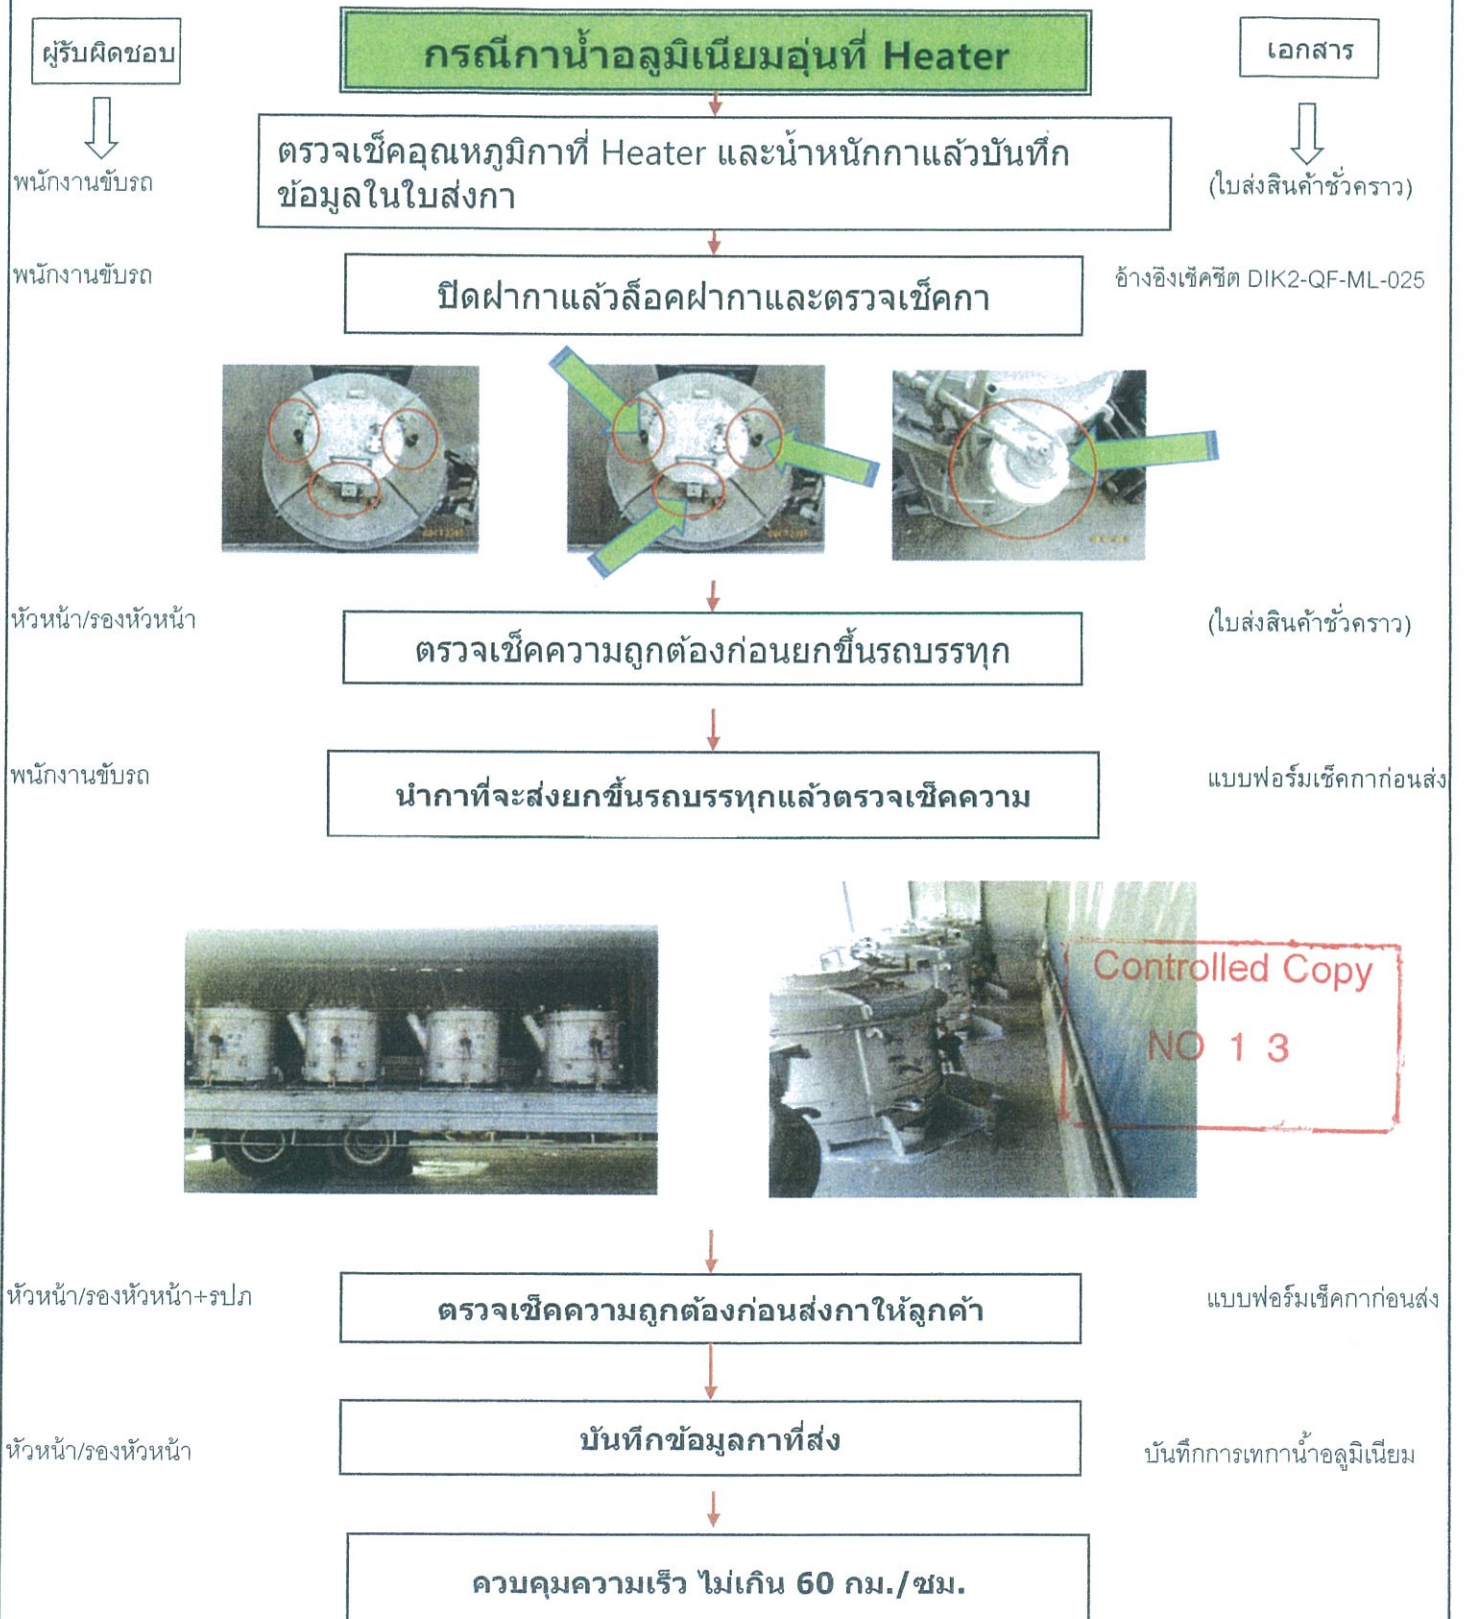 ผู้รับผิดชอบ
กรณีกาน้ำอลูมิเนียมอุ่นที่ Heater
เอกสาร
พนักงานขับรถ
ตรวจเช็คอุณหภูมิกาที่ Heater และน้ำหนักกาแล้วบันทึก
ข้อมูลในใบส่งกา
(ใบส่งสินค้าชั่วคราว)
พนักงานขับรถ
ปิดฝากาแล้วล็อคฝากาและตรวจเช็คกา
อ้างอิงเช็คชีต DIK2-QF-ML-025
หัวหน้า/รองหัวหน้า
ตรวจเช็คความถูกต้องก่อนยกขึ้นรถบรรทุก
(ใบส่งสินค้าชั่วคราว)
พนักงานขับรถ
นำกาที่จะส่งยกขึ้นรถบรรทุกแล้วตรวจเช็คความ
แบบฟอร์มเช็คกาก่อนส่ง
Controlled Copy
NO 1 3
หัวหน้า/รองหัวหน้า+รปภ
ตรวจเช็คความถูกต้องก่อนส่งกาให้ลูกค้า
แบบฟอร์มเช็คกาก่อนส่ง
หัวหน้า/รองหัวหน้า
บันทึกข้อมูลกาที่ส่ง
บันทึกการเทกาน้ำอลูมิเนียม
ควบคุมความเร็ว ไม่เกิน 60 กม./ซม.